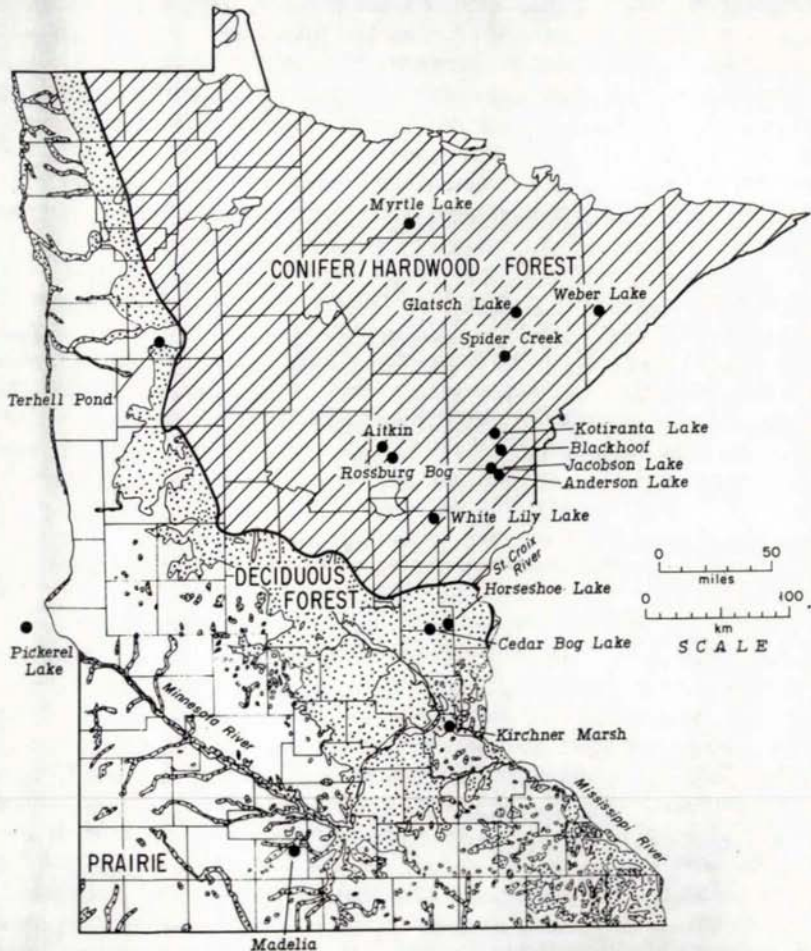 Myrtle Lake
CONIFER/HARDWOOD FOREST
Glatsch Lake
Weber Lake
Spider Creek
Terhell Pond
Aitkin
Kotiranta Lake
Blackhoof
Rossburg Bog
Jacobson Lake
Anderson Lake
White Lily Lake
St. Croix
River
0 50
miles
0 100
km
SCALE
DECIDUOUS
FOREST
Horseshoe Lake
Cedar Bog Lake
Pickerel
Lake
Minnesota River
Kirchner Marsh
Mississippi River
PRAIRIE
Madelia